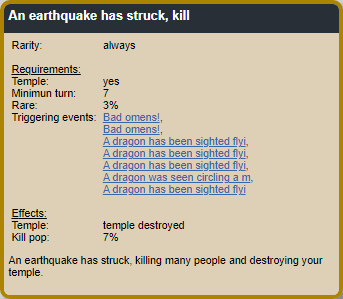 An earthquake has struck, kill
Rarity: always
Requirements:
Temple: yes
Minimun turn: 7
Rare: 3%
Triggering events: Bad omens!,
Bad omens!,
A dragon has been sighted flyi,
A dragon has been sighted flyi,
A dragon has been sighted flyi,
A dragon was seen circling a m,
A dragon has been sighted flyi
Effects:
Temple: temple destroyed
Kill pop: 7%
An earthquake has struck, killing many people and destroying your
temple.